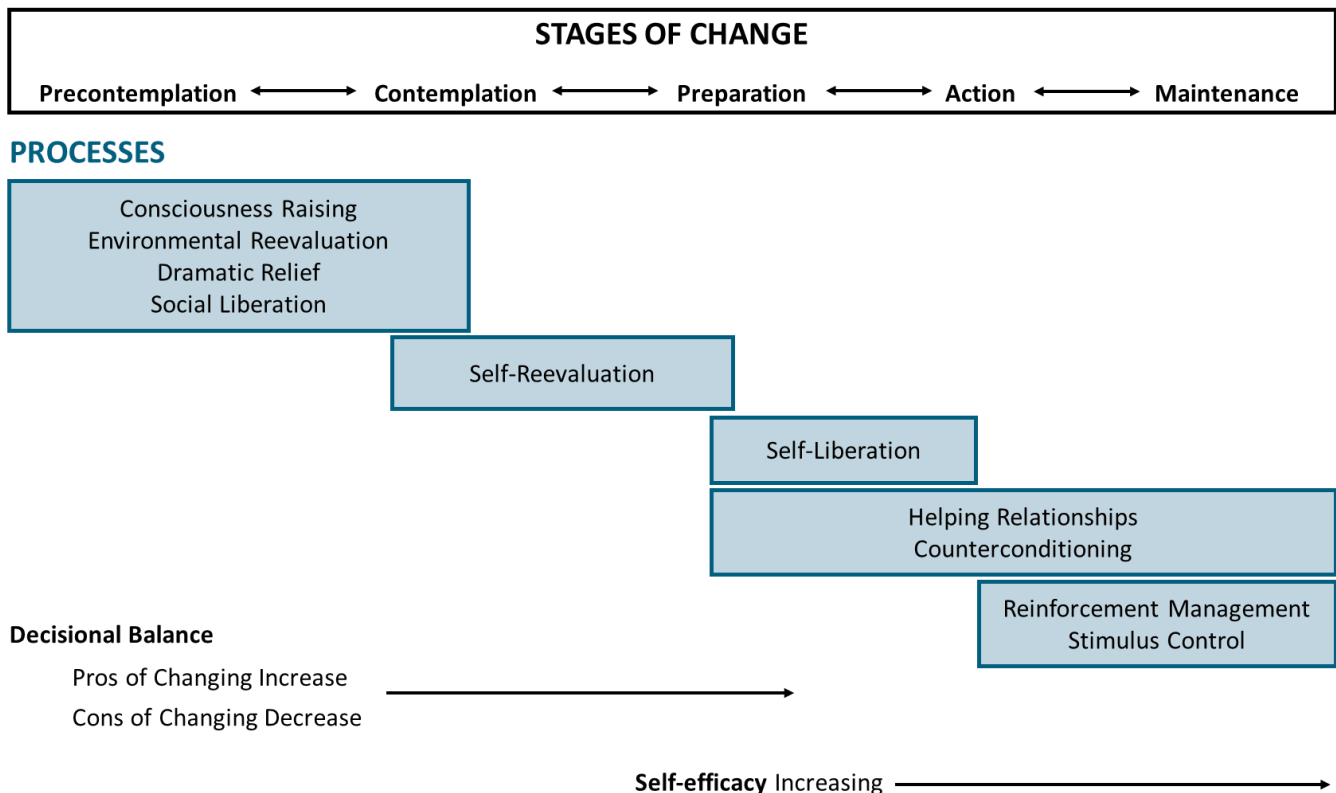 STAGES OF CHANGE
Precontemplation Contemplation Preparation Action Maintenance
PROCESSES
Consciousness Raising
Environmental Reevaluation
Dramatic Relief
Social Liberation
Self-Reevaluation
Self-Liberation
Helping Relationships
Counterconditioning
Reinforcement Management
Stimulus Control
Decisional Balance
Pros of Changing Increase
Cons of Changing Decrease
Self-efficacy Increasing